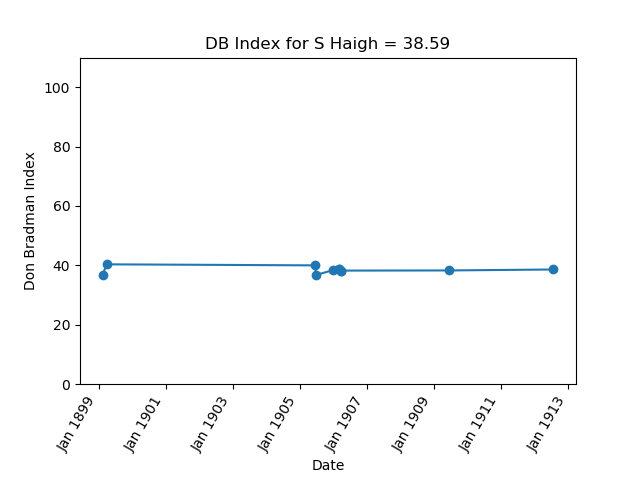 DB Index for S Haigh = 38.59
Don Bradman Index
100
80
60
40
20
0
Jan 1899
Jan 1901
Jan 1903
Jan 1905
Jan 1907
Jan 1909
Jan 1911
Jan 1913
Date